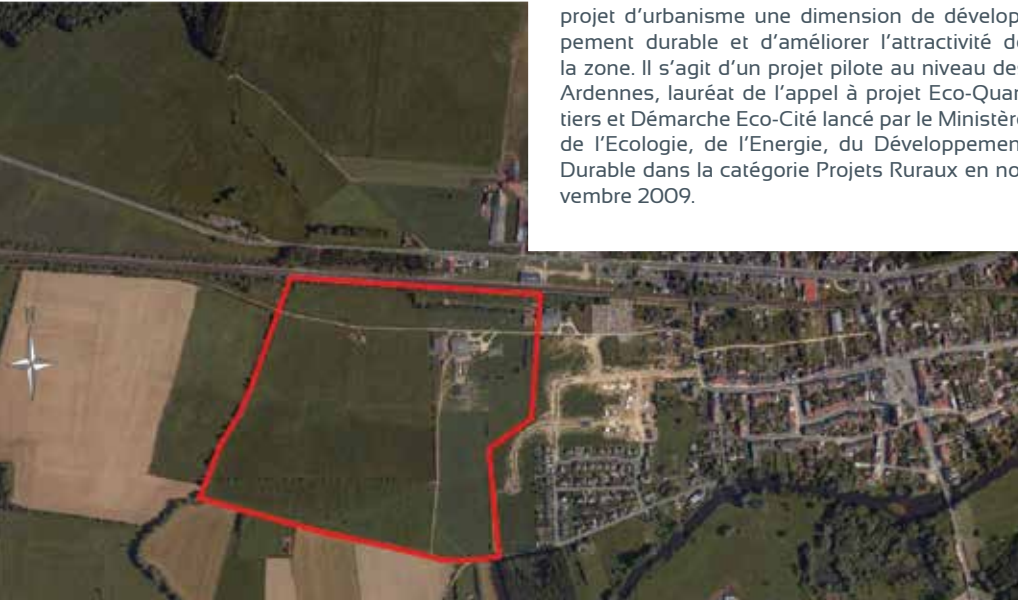 projet d'urbanisme une dimension de dévelop
pement durable et d'améliorer l'attractivité de
la zone. Il s'agit d'un projet pilote au niveau de
Ardennes, lauréat de l'appel à projet Eco-Quar
tiers et Démarche Eco-Cité lancé par le Ministère
de l'Ecologie, de l'Energie, du Développemen
Durable dans la catégorie Projets Ruraux en no
vembre 2009.